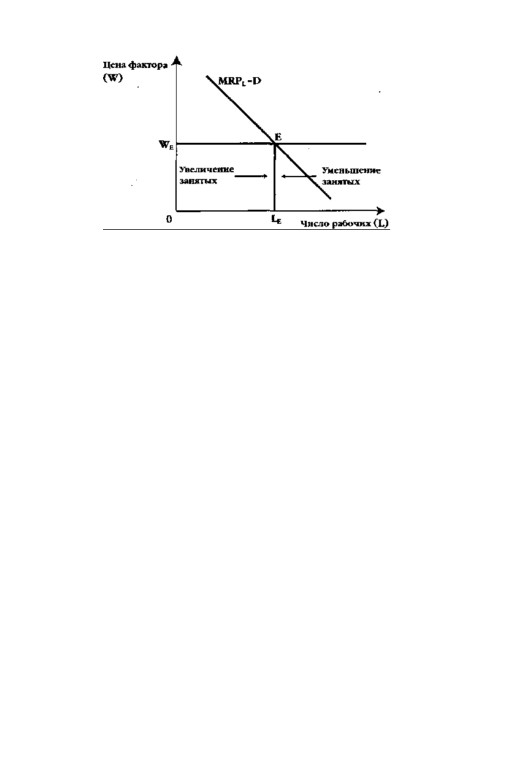 Цена фактора
(W)
MRPL-D
E
WE
Увеличение
занятых
Уменьшение
занятых
0
LE
Число рабочих (L)